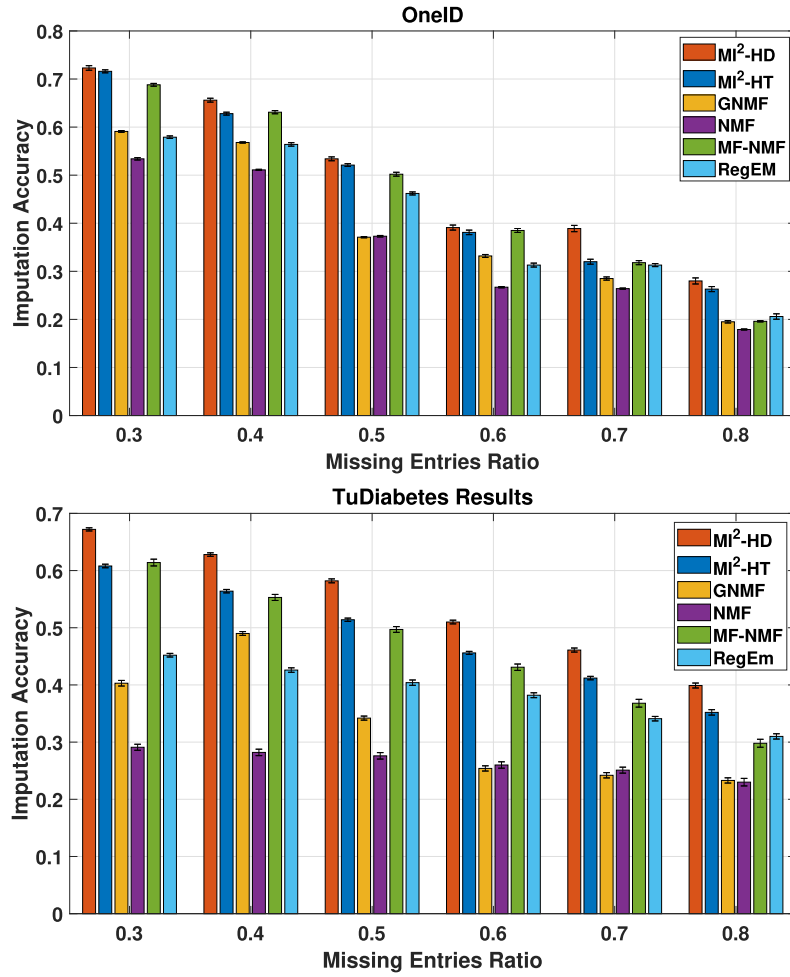 OneID
0.8
0.7
0.6
0.5
0.4
0.3
0.2
0.1
0
Imputation Accuracy
MI²-HD
MI²-HT
GNMF
NMF
MF-NMF
RegEM
0.3 0.4 0.5 0.6 0.7 0.8
Missing Entries Ratio
TuDiabetes Results
0.7
0.6
0.5
0.4
0.3
0.2
0.1
0
Imputation Accuracy
MI²-HD
MI²-HT
GNMF
NMF
MF-NMF
RegEm
0.3 0.4 0.5 0.6 0.7 0.8
Missing Entries Ratio